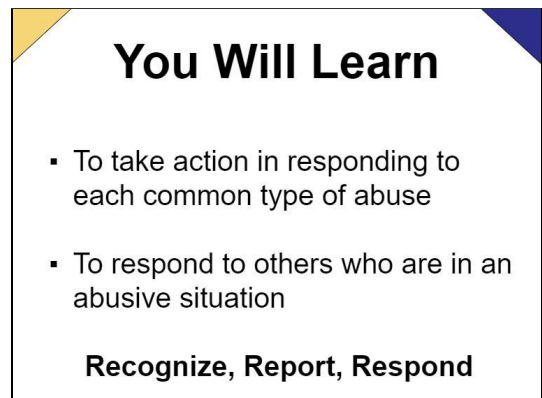 You Will Learn
▪ To take action in responding to
each common type of abuse
▪ To respond to others who are in an
abusive situation
Recognize, Report, Respond